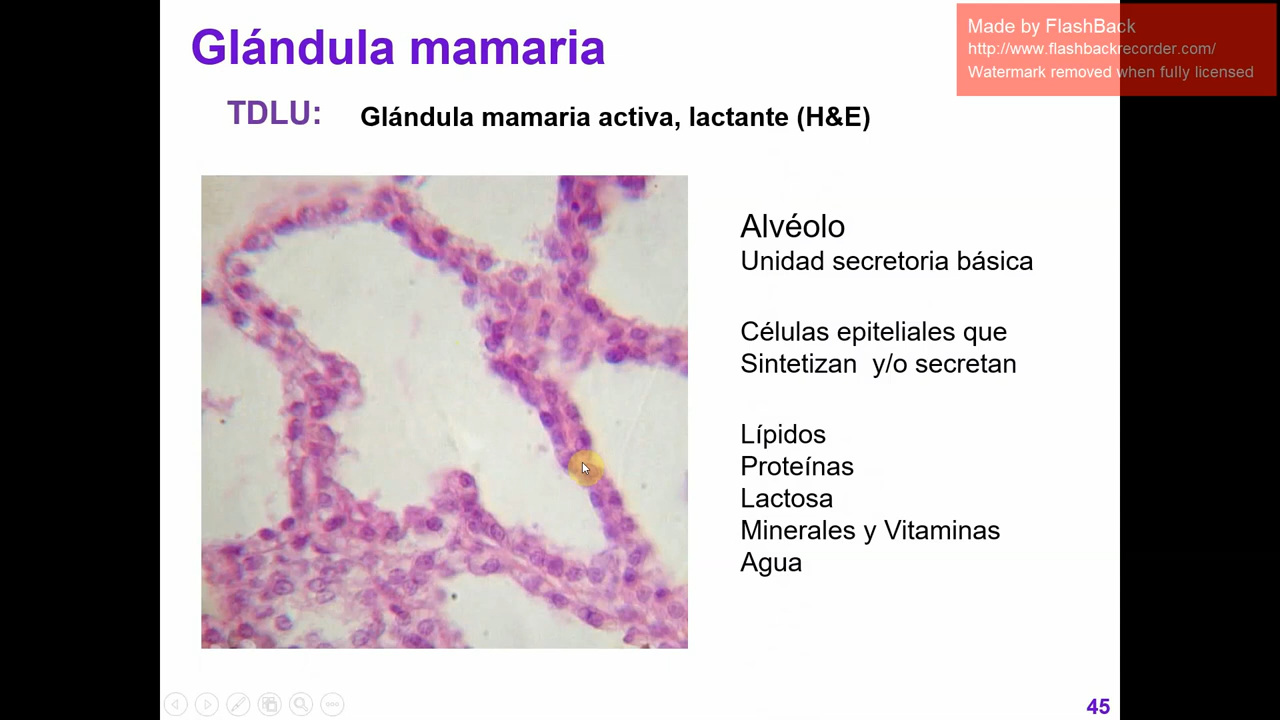 Glándula mamaria
Made by FlashBack
http://www.flashbackrecorder.com/
Watermark removed when fully licensed
TDLU:
Glándula mamaria activa, lactante (H&E)
Alvéolo
Unidad secretoria básica
Células epiteliales que
Sintetizan y/o secretan
Lípidos
Proteínas
Lactosa
Minerales y Vitaminas
Agua
45